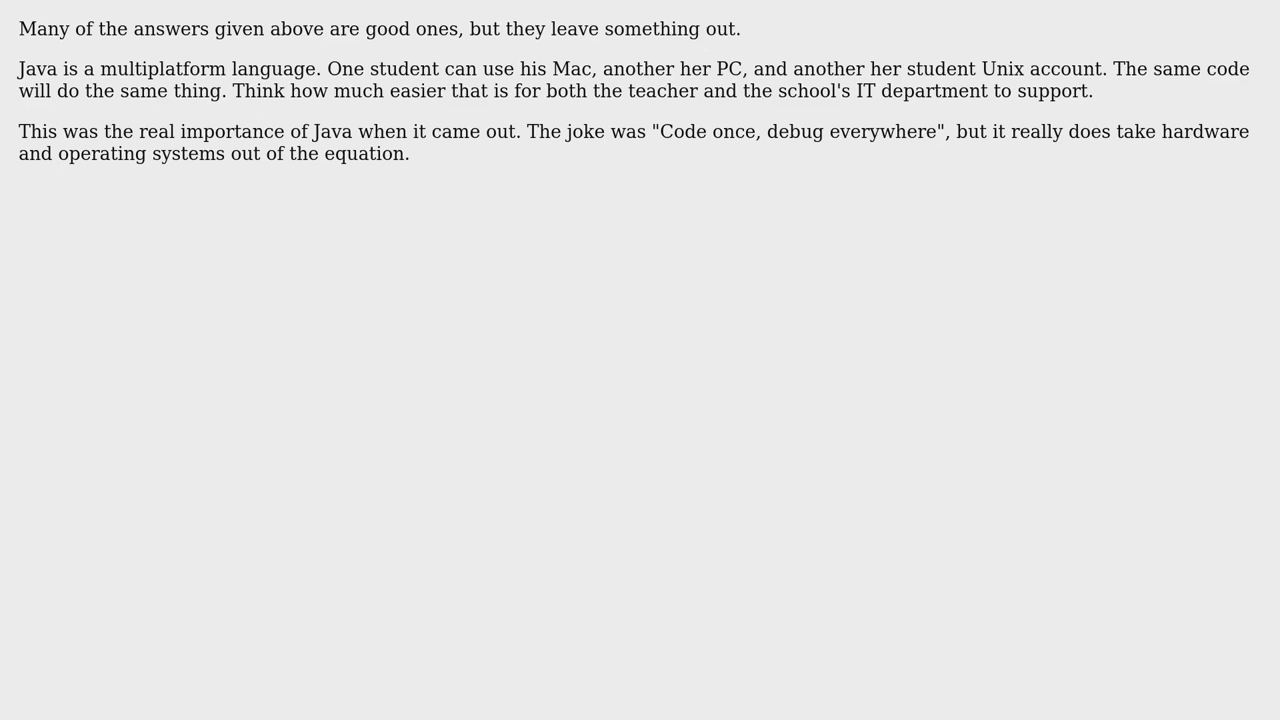 Many of the answers given above are good ones, but they leave something out.
Java is a multiplatform language. One student can use his Mac, another her PC, and another her student Unix account. The same code
will do the same thing. Think how much easier that is for both the teacher and the school's IT department to support.
This was the real importance of Java when it came out. The joke was "Code once, debug everywhere", but it really does take hardware
and operating systems out of the equation.